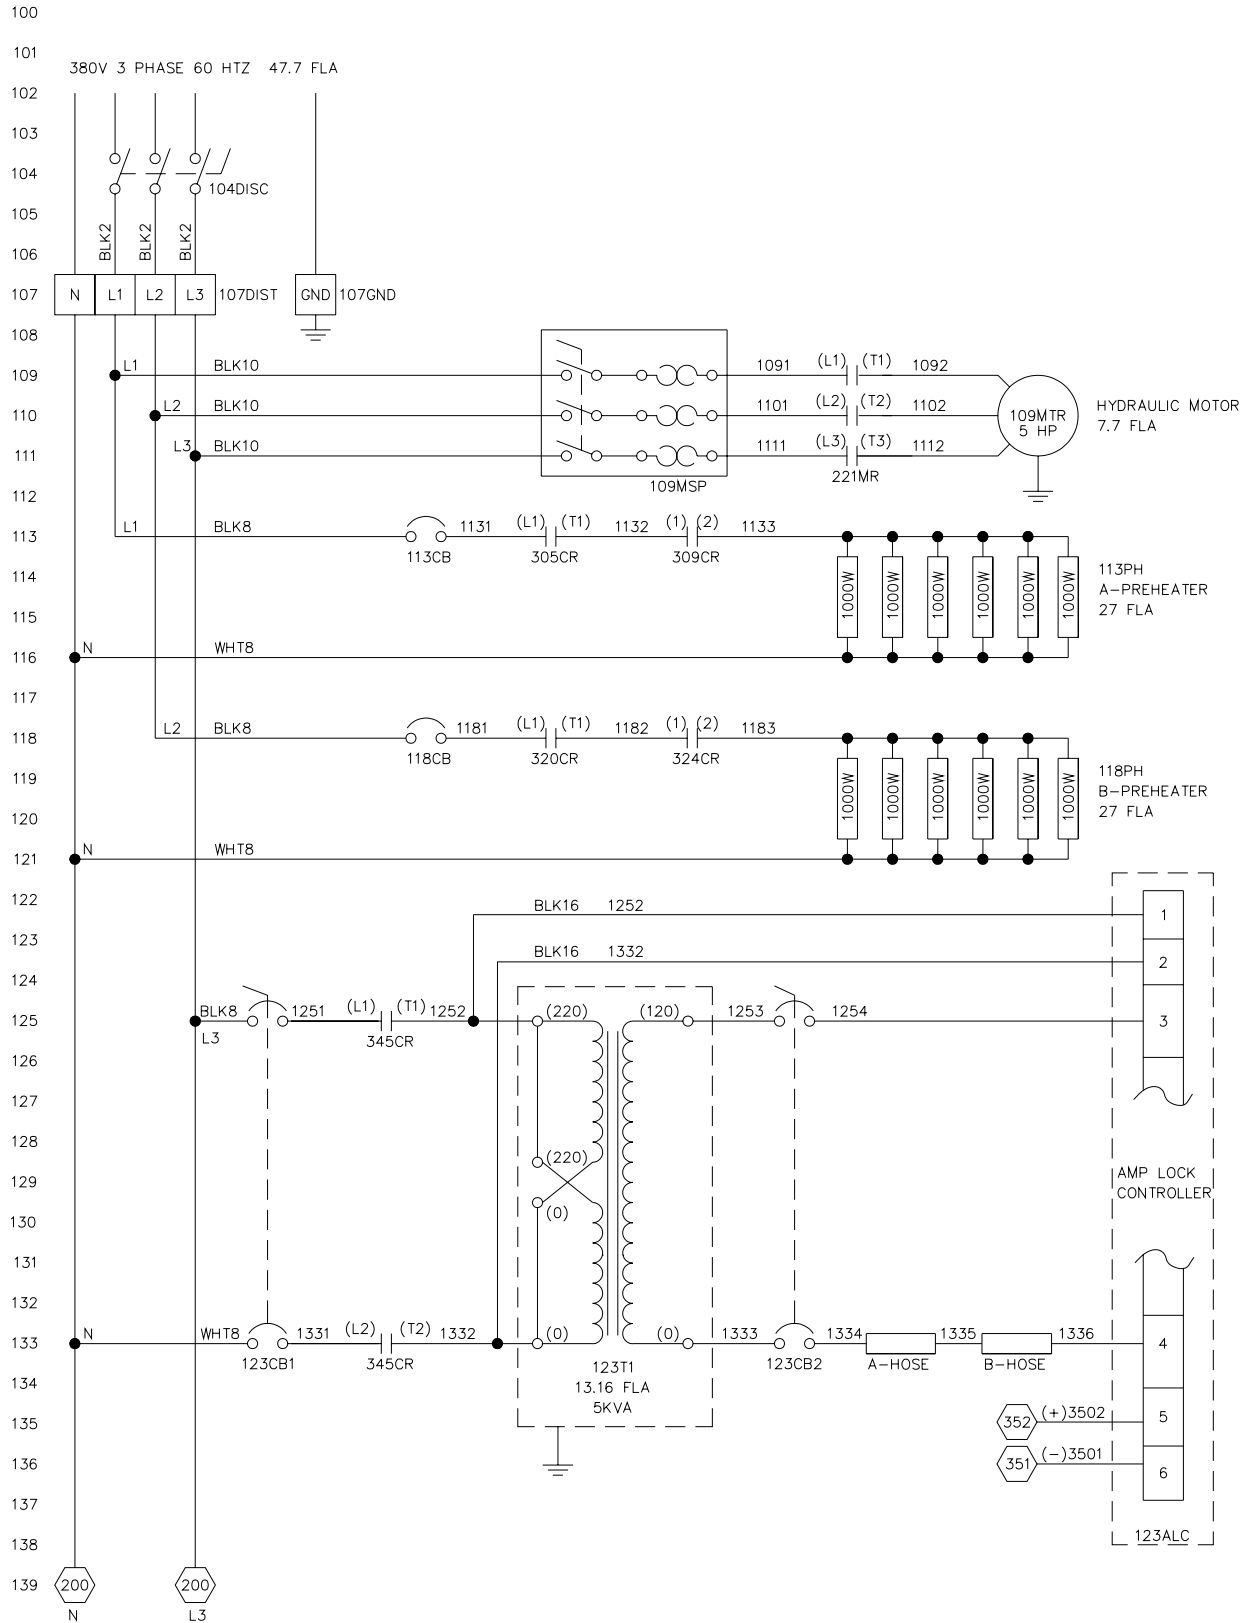 100
101
380V 3 PHASE 60 HTZ 47.7 FLA
102
103
104
104DISC
105
BLK2 BLK2 BLK2
106
107 N L1 L2 L3 107DIST GND 107GND
108
109 L1 BLK10 1091 (L1) (T1) 1092
110 L2 BLK10 1101 (L2) (T2) 1102 109MTR
5 HP
HYDRAULIC MOTOR
7.7 FLA
111 L3 BLK10 1111 (L3) (T3) 1112
109MSP 221MR
112
113 L1 BLK8 1131 (L1) (T1) 1132 (1) (2) 1133
113CB 305CR 309CR
114 1000W 1000W 1000W 1000W 1000W 1000W
113PH
A-PREHEATER
27 FLA
115
116 N WHT8
117
118 L2 BLK8 1181 (L1) (T1) 1182 (1) (2) 1183
118CB 320CR 324CR
119 1000W 1000W 1000W 1000W 1000W 1000W
118PH
B-PREHEATER
27 FLA
120
121 N WHT8
122 BLK16 1252 1
123 BLK16 1332 2
124
125 BLK8 1251 (L1) (T1) 1252 (220) (120) 1253 1254 3
L3 345CR
126
127
128
(220)
129
AMP LOCK
CONTROLLER
130 (0)
131
132
133 N WHT8 1331 (L2) (T2) 1332 (0) (0) 1333 1334 1335 1336 4
123CB1 345CR 123T1 123CB2 A-HOSE B-HOSE
134 13.16 FLA
5KVA
135 352 (+)3502 5
136 351 (-)3501 6
137
138 123ALC
139 200 200
N L3